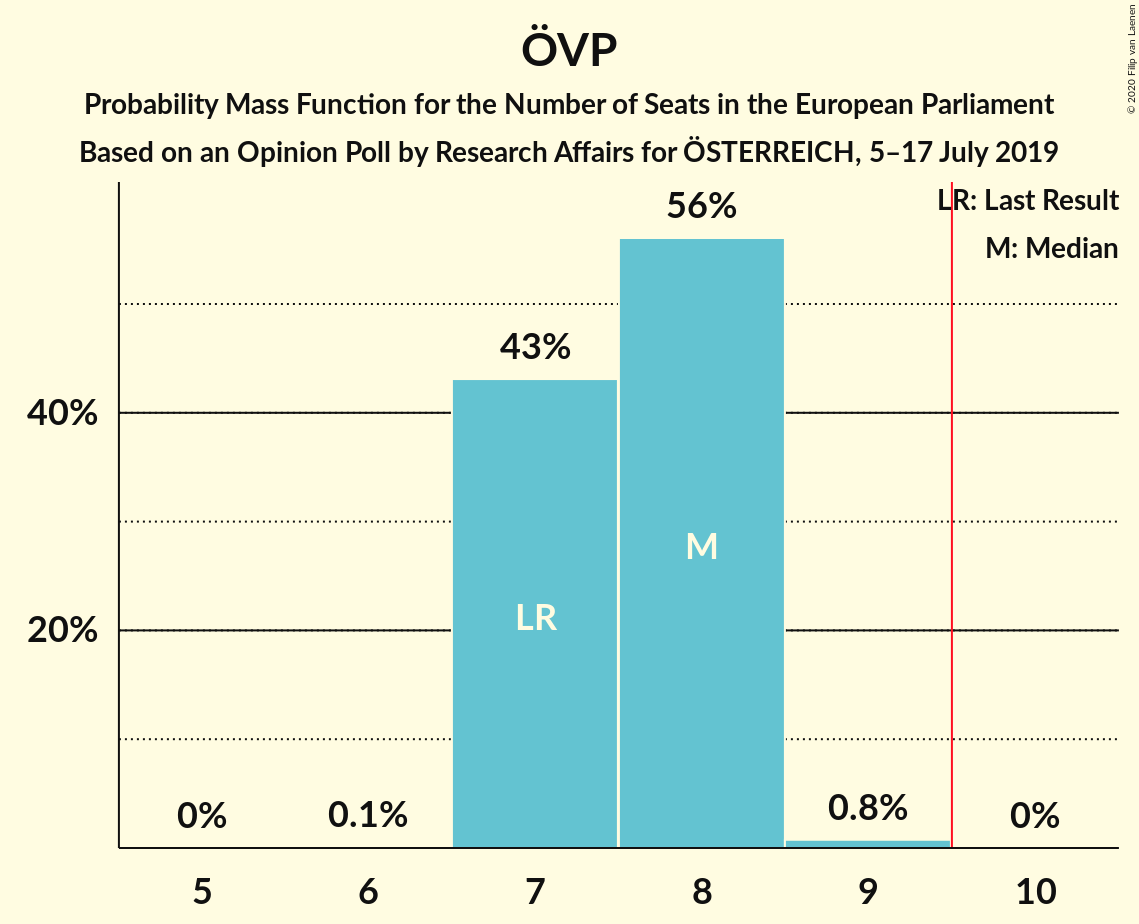 ÖVP
Probability Mass Function for the Number of Seats in the European Parliament
Based on an Opinion Poll by Research Affairs for ÖSTERREICH, 5–17 July 2019
© 2020 Filip van Laenen
LR: Last Result
M: Median
56%
43%
40%
M
LR
20%
0%
0.1%
0.8%
0%
5
6
7
8
9
10